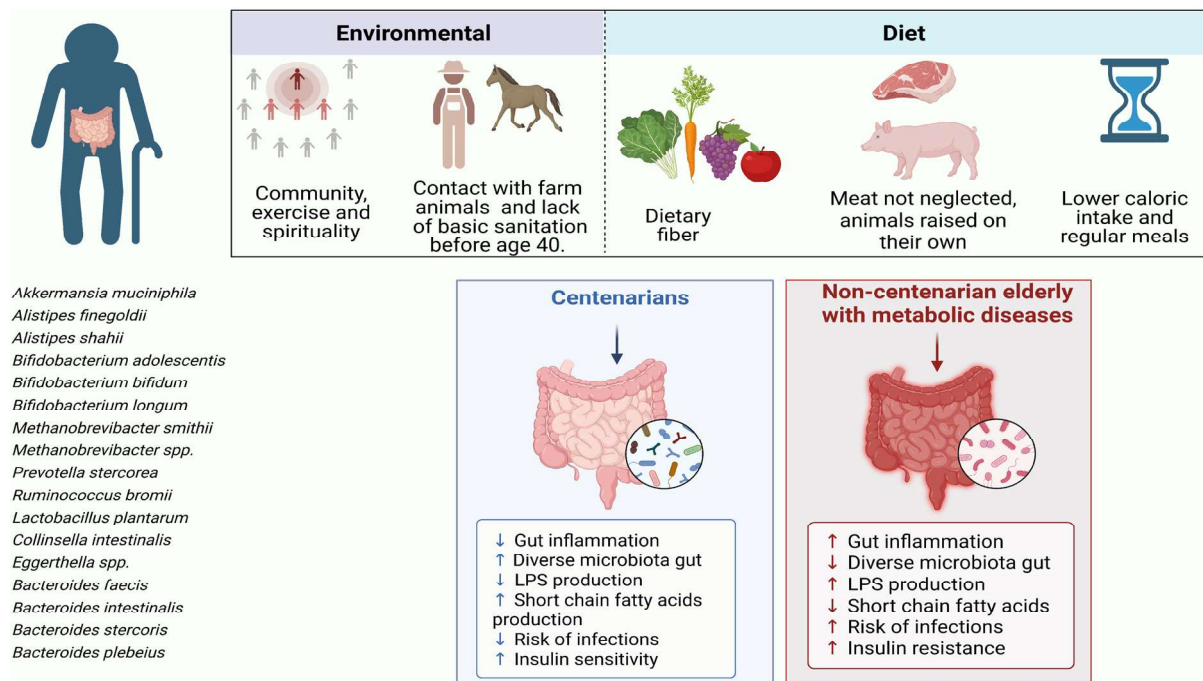 Environmental
Diet
Community,
exercise and
spirituality
Contact with farm
animals and lack
of basic sanitation
before age 40.
Dietary
fiber
Meat not neglected,
animals raised on
their own
Lower caloric
intake and
regular meals
Akkermansia muciniphila
Alistipes finegoldii
Alistipes shahii
Bifidobacterium adolescentis
Bifidobacterium bifidum
Bifidobacterium longum
Methanobrevibacter smithii
Methanobrevibacter spp.
Prevotella stercorea
Ruminococcus bromii
Lactobacillus plantarum
Collinsella intestinalis
Eggerthella spp.
Bacteroides faecis
Bacteroides intestinalis
Bacteroides stercoris
Bacteroides plebeius
Centenarians
↓ Gut inflammation
↑ Diverse microbiota gut
↓ LPS production
↑ Short chain fatty acids
production
↓ Risk of infections
↑ Insulin sensitivity
Non-centenarian elderly
with metabolic diseases
↑ Gut inflammation
↓ Diverse microbiota gut
↑ LPS production
↓ Short chain fatty acids
↑ Risk of infections
↑ Insulin resistance